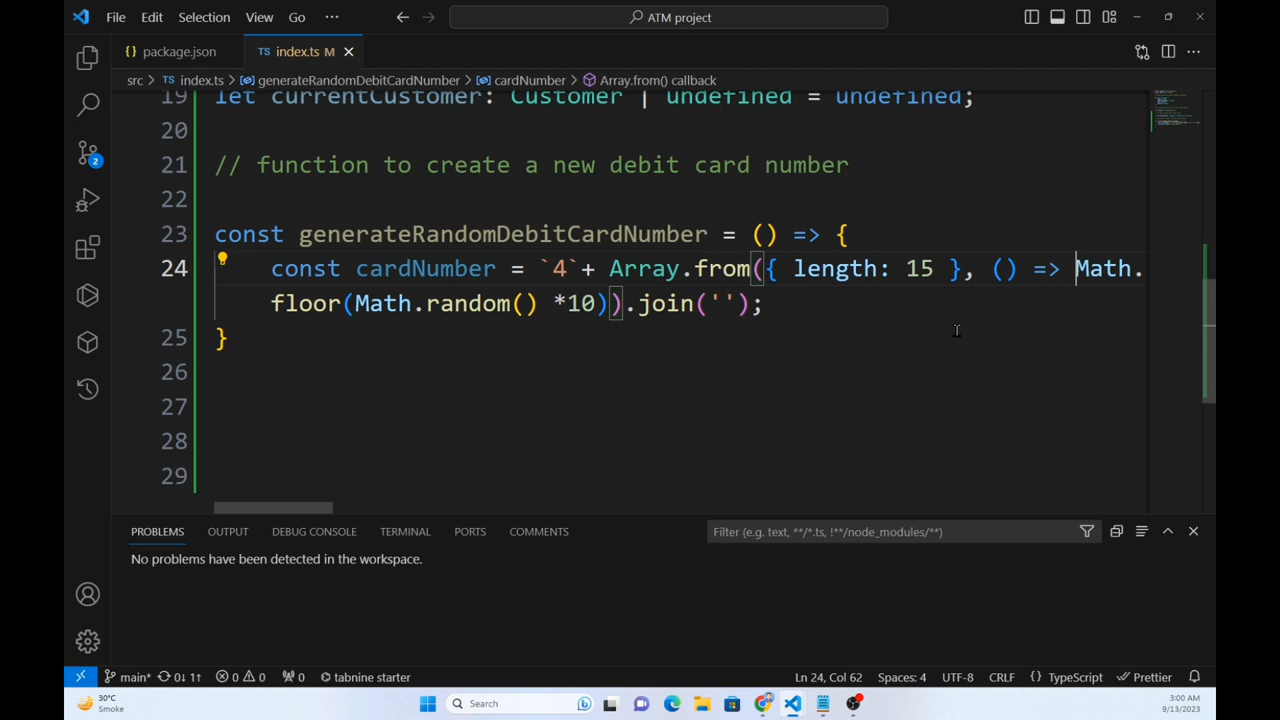 File Edit Selection View Go ··· ATM project
{} package.json TS index.ts M
src > TS index.ts > generateRandomDebitCardNumber > cardNumber > Array.from() callback
19 let currentCustomer: Customer | undefined = undefined;
20
21 // function to create a new debit card number
22
23 const generateRandomDebitCardNumber = () => {
24 const cardNumber = `4`+ Array.from({ length: 15 }, () => Math.
floor(Math.random() *10)).join('');
25 }
26
27
28
29
2
PROBLEMS OUTPUT DEBUG CONSOLE TERMINAL PORTS COMMENTS Filter (e.g. text, **/*.ts, !**/node_modules/**)
No problems have been detected in the workspace.
main* 0↓ 1↑ 0 0 0 tabnine starter Ln 24, Col 62 Spaces: 4 UTF-8 CRLF {} TypeScript Prettier
30°C
Smoke
Search
3:00 AM
9/13/2023